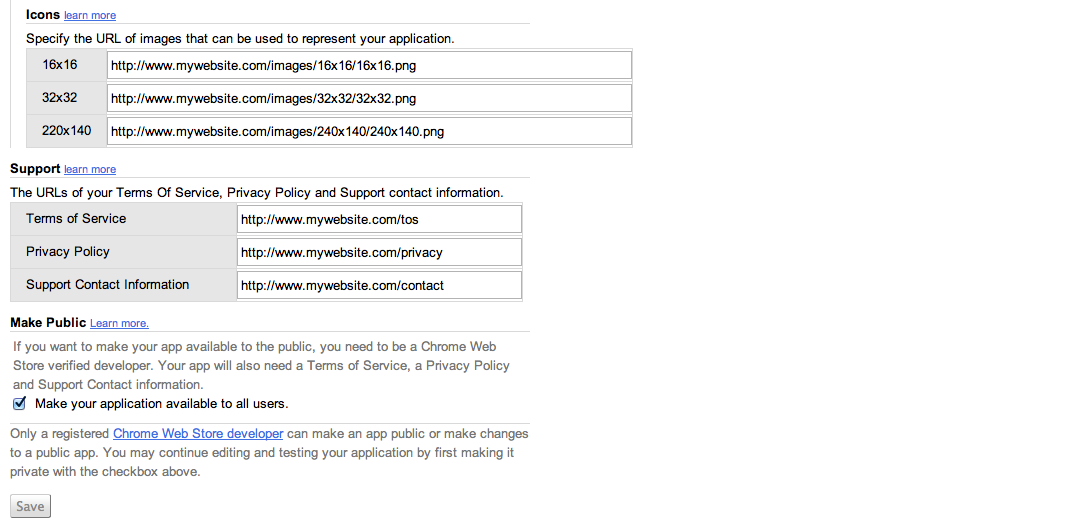 Icons learn more
Specify the URL of images that can be used to represent your application.
16x16 http://www.mywebsite.com/images/16x16/16x16.png
32x32 http://www.mywebsite.com/images/32x32/32x32.png
220x140 http://www.mywebsite.com/images/240x140/240x140.png
Support learn more
The URLs of your Terms Of Service, Privacy Policy and Support contact information.
Terms of Service http://www.mywebsite.com/tos
Privacy Policy http://www.mywebsite.com/privacy
Support Contact Information http://www.mywebsite.com/contact
Make Public Learn more.
If you want to make your app available to the public, you need to be a Chrome Web
Store verified developer. Your app will also need a Terms of Service, a Privacy Policy
and Support Contact information.
Make your application available to all users.
Only a registered Chrome Web Store developer can make an app public or make changes
to a public app. You may continue editing and testing your application by first making it
private with the checkbox above.
Save